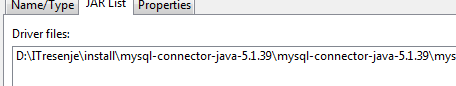 Name/Type JAR List Properties
Driver files:
D:\ITresenje\install\mysql-connector-java-5.1.39\mysql-connector-java-5.1.39\mys